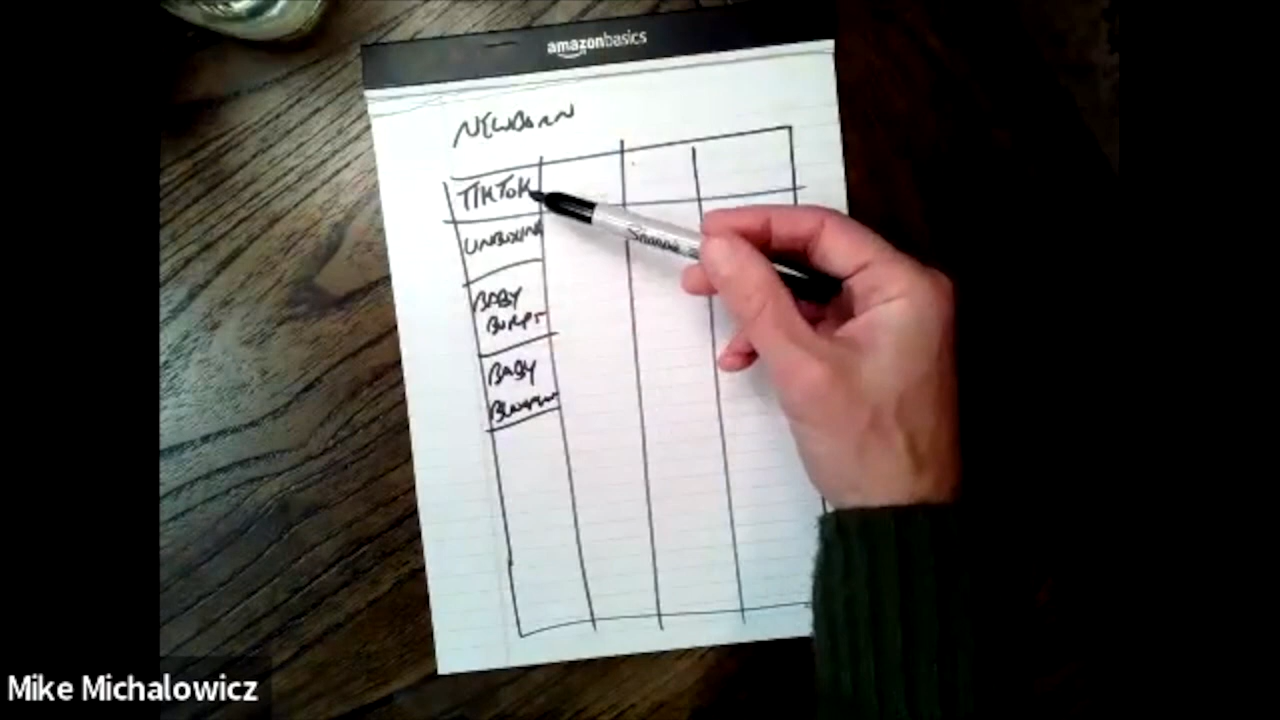 amazonbasics
NEWBORN
TIKTOK
Sharpie
UNBOXING
BABY
BURPS
BABY
Mike Michalowicz